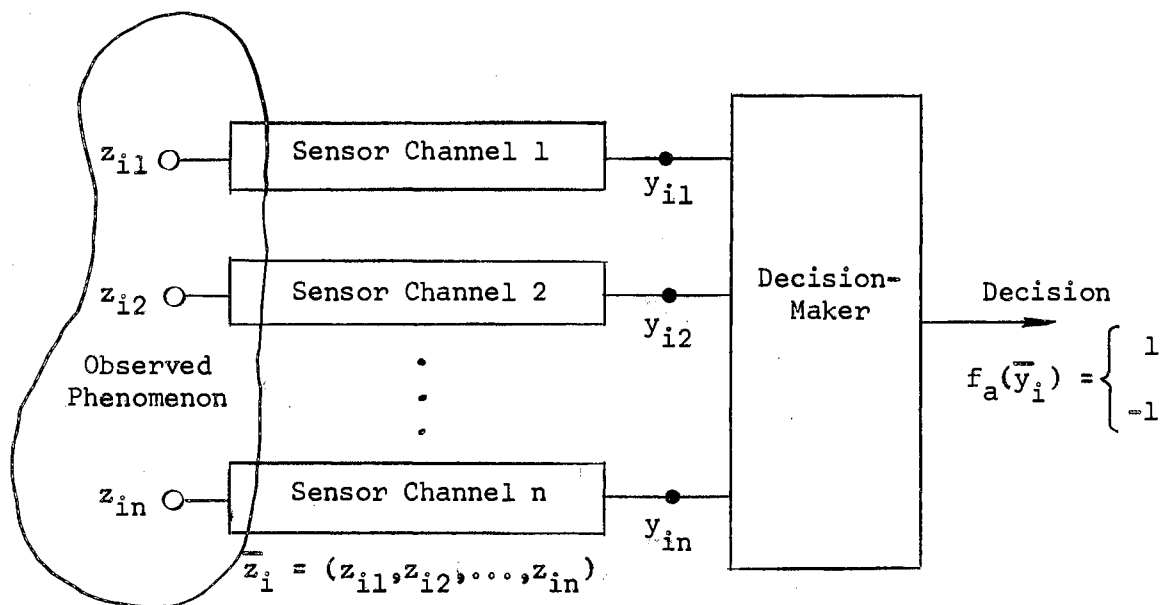 z_i1
Sensor Channel 1
y_i1
z_i2
Sensor Channel 2
y_i2
Decision-
Maker
Decision
f_a(y̅_i) = { 1
-1
Observed
Phenomenon
z_in
Sensor Channel n
y_in
z̅_i = (z_i1,z_i2,...,z_in)